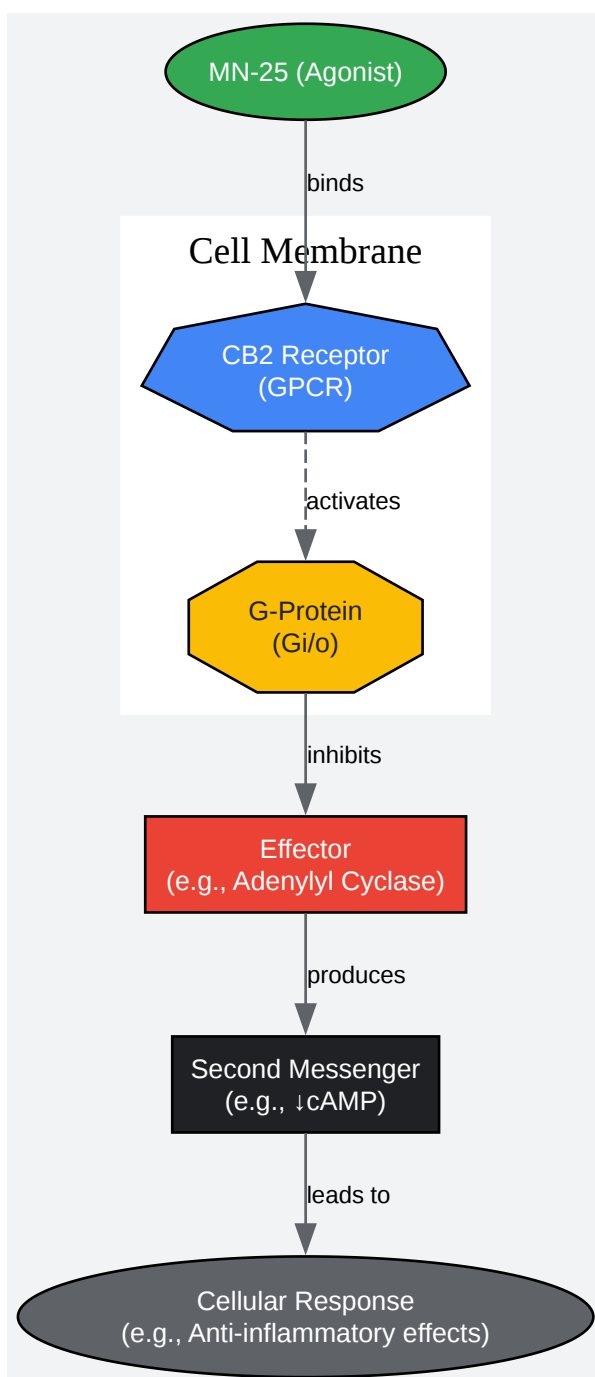 MN-25 (Agonist)
binds
Cell Membrane
CB2 Receptor
(GPCR)
activates
G-Protein
(Gi/o)
inhibits
Effector
(e.g., Adenylyl Cyclase)
produces
Second Messenger
(e.g., ↓cAMP)
leads to
Cellular Response
(e.g., Anti-inflammatory effects)